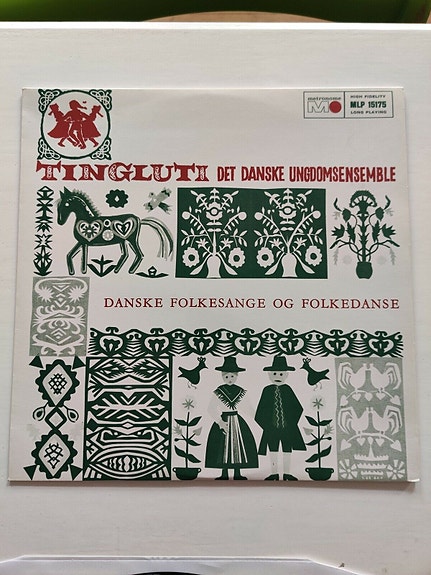 metronome
M
HIGH FIDELITY
MLP 15175
LONG PLAYING
TINGLUTI DET DANSKE UNGDOMSENSEMBLE
DANSKE FOLKESANGE OG FOLKEDANSE